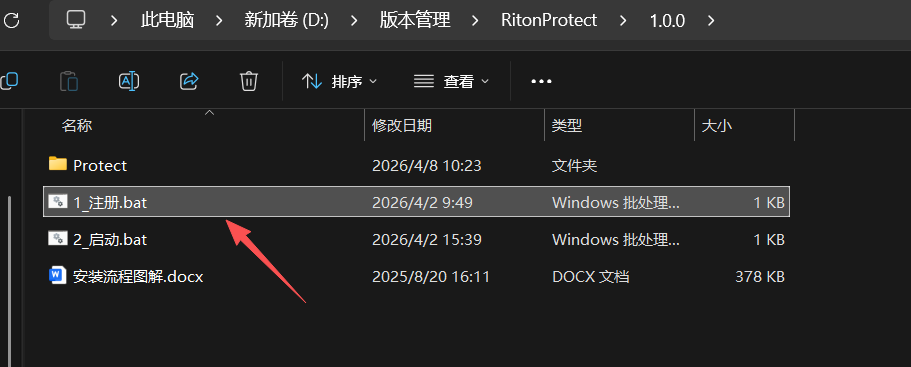 此电脑 > 新加卷 (D:) > 版本管理 > RitonProtect > 1.0.0 >
排序 查看 •••
名称 修改日期 类型 大小
Protect 2026/4/8 10:23 文件夹
1_注册.bat 2026/4/2 9:49 Windows 批处理... 1 KB
2_启动.bat 2026/4/2 15:39 Windows 批处理... 1 KB
安装流程图解.docx 2025/8/20 16:11 DOCX 文档 378 KB